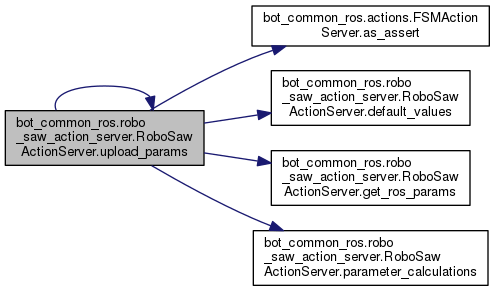 bot_common_ros.actions.FSMAction
Server.as_assert
bot_common_ros.robo
_saw_action_server.RoboSaw
ActionServer.default_values
bot_common_ros.robo
_saw_action_server.RoboSaw
ActionServer.upload_params
bot_common_ros.robo
_saw_action_server.RoboSaw
ActionServer.get_ros_params
bot_common_ros.robo
_saw_action_server.RoboSaw
ActionServer.parameter_calculations